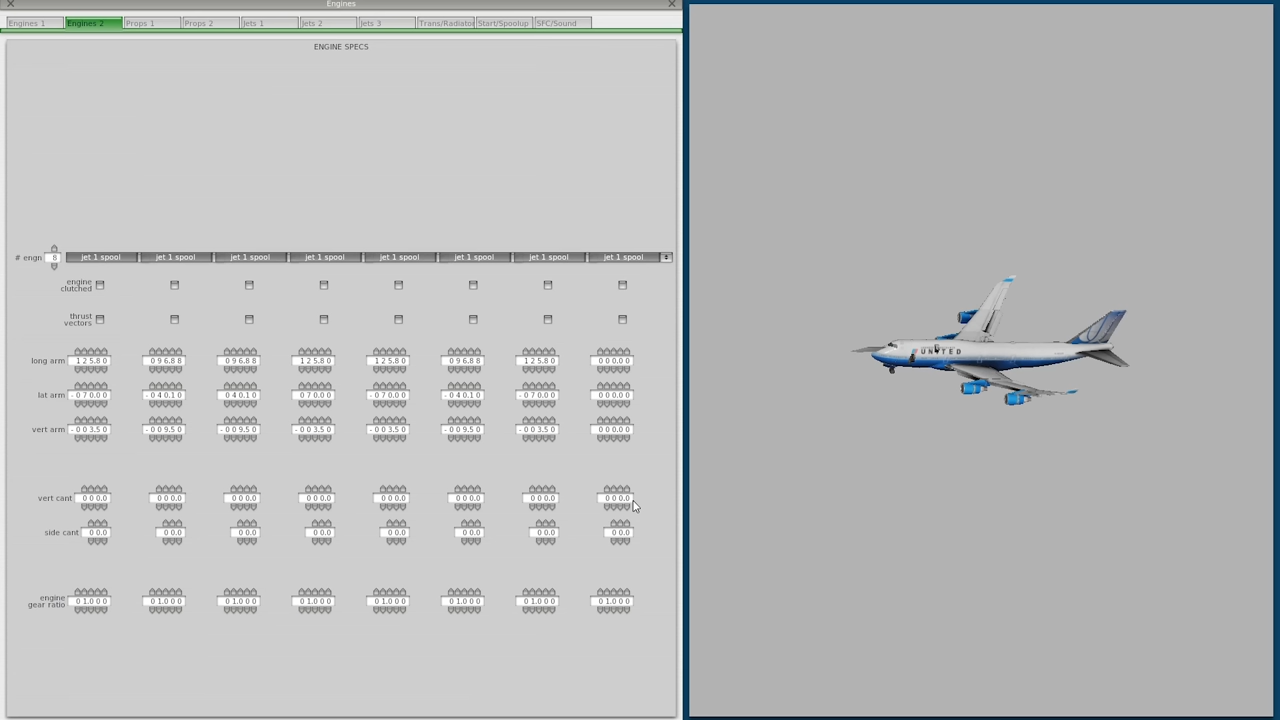 Engines
Engines 1 Engines 2 Props 1 Props 2 Jets 1 Jets 2 Jets 3 Trans/Radiator Start/Spoolup SFC/Sound
ENGINE SPECS
# engn 8 jet 1 spool jet 1 spool jet 1 spool jet 1 spool jet 1 spool jet 1 spool jet 1 spool jet 1 spool
engine
clutched
thrust
vectors
long arm 125.80 096.88 096.88 125.80 125.80 096.88 125.80 000.00
lat arm -070.00 -040.10 040.10 070.00 -070.00 040.10 -070.00 000.00
vert arm -003.50 -009.50 -009.50 -003.50 -003.50 -009.50 -003.50 000.00
vert cant 000.0 000.0 000.0 000.0 000.0 000.0 000.0 000.0
side cant 00.0 00.0 00.0 00.0 00.0 00.0 00.0 00.0
engine
gear ratio 01.000 01.000 01.000 01.000 01.000 01.000 01.000 01.000
UNITED